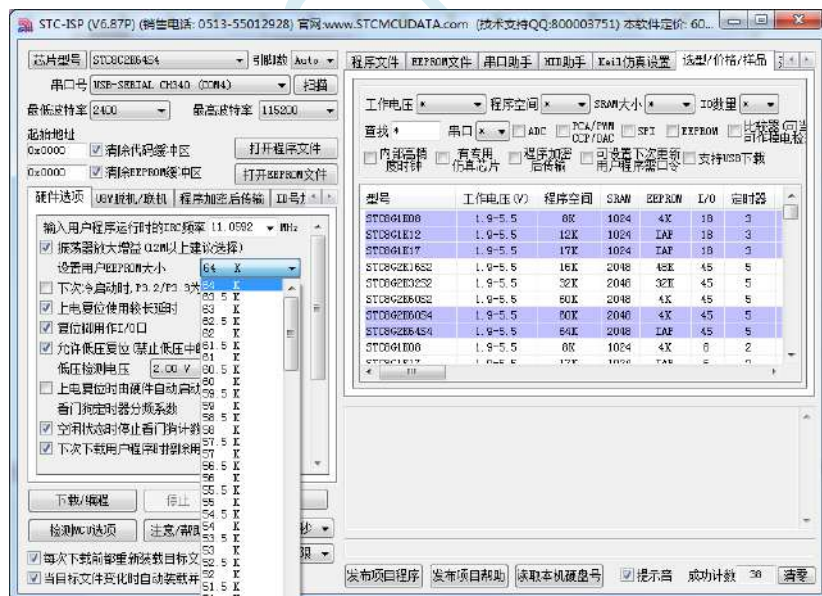 STC-ISP (V6.87P) (销售电话: 0513-55012928) 官网:www.STCMCUDATA.com (技术支持QQ:800003751) 本软件定价: 60...
芯片型号 STC8G2K64S4 引脚数 Auto
串口号 USB-SERIAL CH340 (COM4) 扫描
最低波特率 2400 最高波特率 115200
起始地址
0x0000 清除代码缓冲区 打开程序文件
0x0000 清除EEPROM缓冲区 打开EEPROM文件
硬件选项 U8W脱机/联机 程序加密后传输 ID号
输入用户程序运行时的IRC频率 11.0592 MHz
振荡器放大增益(12M以上建议选择)
设置用户EEPROM大小 64 K
下次冷启动时,P3.2/P3.3为
上电复位使用较长延时
复位脚用作I/O口
允许低压复位(禁止低压中
低压检测电压 2.00 V
上电复位时由硬件自动启动
看门狗定时器分频系数
空闲状态时停止看门狗计数
下次下载用户程序时擦除用
64 K
63.5 K
63 K
62.5 K
62 K
61.5 K
61 K
60.5 K
60 K
59.5 K
59 K
58.5 K
58 K
57.5 K
57 K
56.5 K
56 K
55.5 K
55 K
54.5 K
54 K
53.5 K
53 K
52.5 K
52 K
51.5 K
下载/编程 停止
检测MCU选项 注意/帮助 秒
每次下载前都重新装载目标文 限
当目标文件变化时自动装载并
程序文件 EEPROM文件 串口助手 HID助手 Keil仿真设置 选型/价格/样品
工作电压 * 程序空间 * SRAM大小 * IO数量 *
查找 * 串口 * ADC PCA/PWM CCP/DAC SPI EEPROM 比较器(可当
内部高精度时钟 有专用仿真芯片 程序加密后传输 可设置下次更新用户程序需口令 支持USB下载
型号 工作电压(V) 程序空间 SRAM EEPROM I/O 定时器
STC8G1K08 1.9-5.5 8K 1024 4K 18 3
STC8G1K12 1.9-5.5 12K 1024 IAP 18 3
STC8G1K17 1.9-5.5 17K 1024 IAP 18 3
STC8G2K16S2 1.9-5.5 16K 2048 48K 45 5
STC8G2K32S2 1.9-5.5 32K 2048 32K 45 5
STC8G2K60S2 1.9-5.5 60K 2048 4K 45 5
STC8G2K60S4 1.9-5.5 60K 2048 4K 45 5
STC8G2K64S4 1.9-5.5 64K 2048 IAP 45 5
STC8G1K08 1.9-5.5 8K 1024 4K 6 2
发布项目程序 发布项目帮助 读取本机硬盘号 提示音 成功计数 38 清零